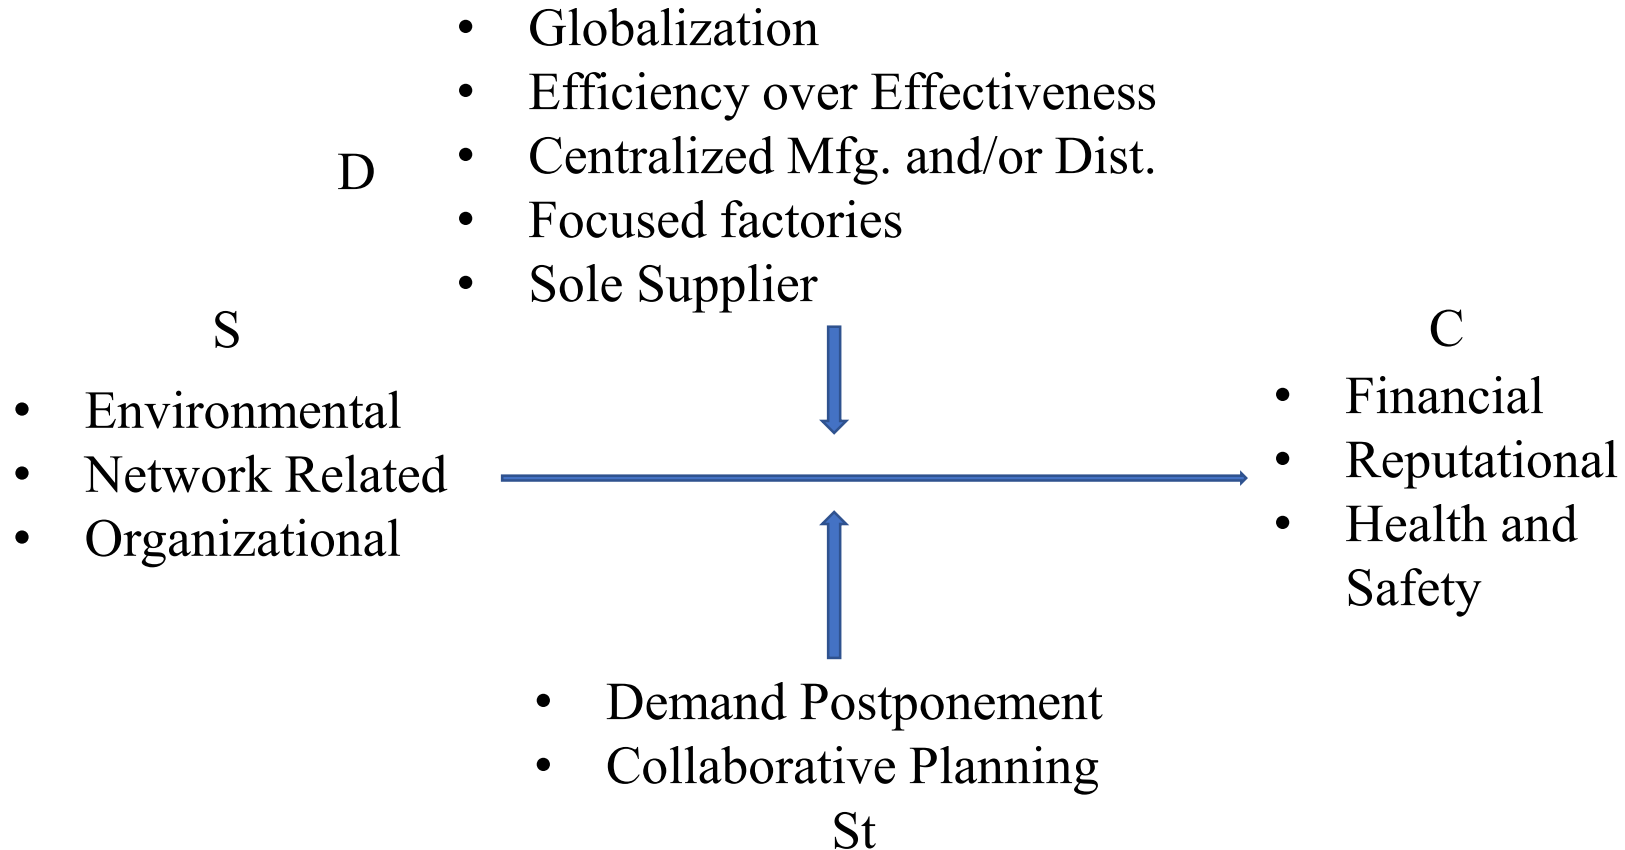 • Globalization
• Efficiency over Effectiveness
• Centralized Mfg. and/or Dist.
D
• Focused factories
• Sole Supplier
S
• Environmental
• Network Related
• Organizational
C
• Financial
• Reputational
• Health and
Safety
• Demand Postponement
• Collaborative Planning
St